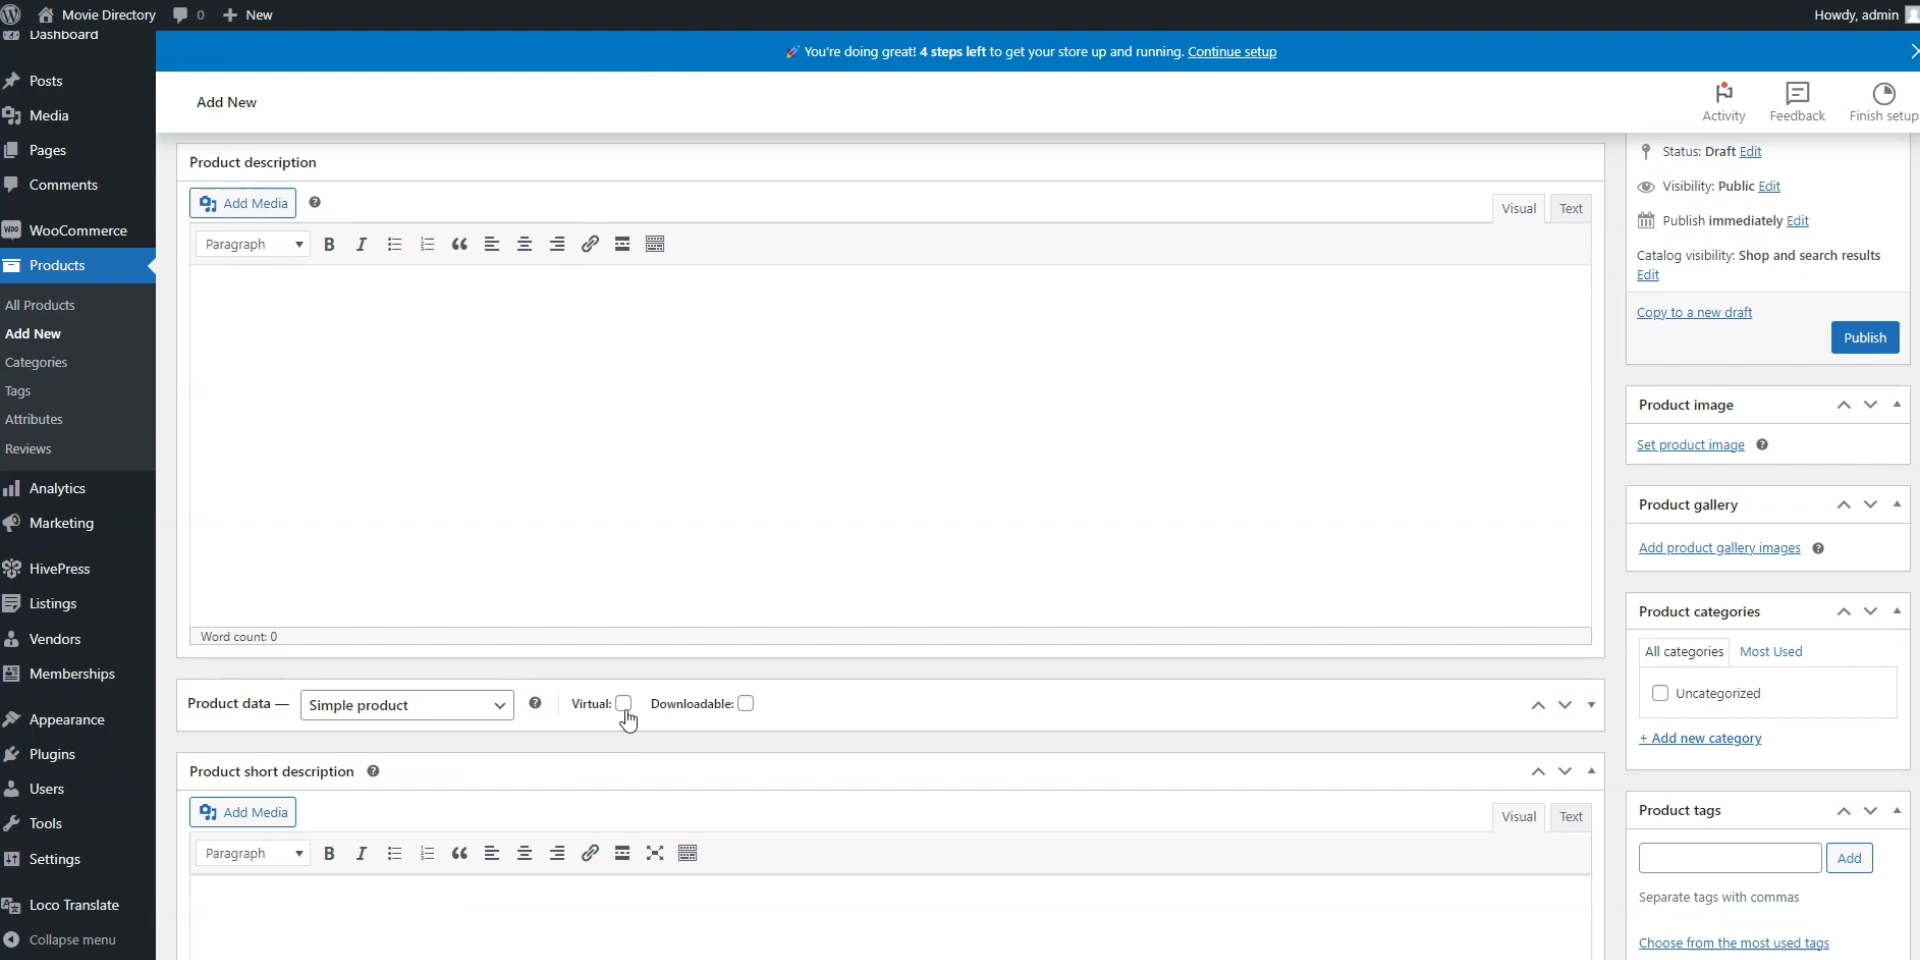 Movie Directory 0 New Howdy, admin
Dashboard
Posts
Media
Pages
Comments
WooCommerce
Products
All Products
Add New
Categories
Tags
Attributes
Reviews
Analytics
Marketing
HivePress
Listings
Vendors
Memberships
Appearance
Plugins
Users
Tools
Settings
Loco Translate
Collapse menu
🚀 You're doing great! 4 steps left to get your store up and running. Continue setup
Add New
Activity Feedback Finish setup
Product description
Add Media
Visual Text
Paragraph B I
Word count: 0
Product data — Simple product Virtual: Downloadable:
Product short description
Add Media
Visual Text
Paragraph B I
Status: Draft Edit
Visibility: Public Edit
Publish immediately Edit
Catalog visibility: Shop and search results
Edit
Copy to a new draft
Publish
Product image
Set product image
Product gallery
Add product gallery images
Product categories
All categories Most Used
Uncategorized
+ Add new category
Product tags
Add
Separate tags with commas
Choose from the most used tags